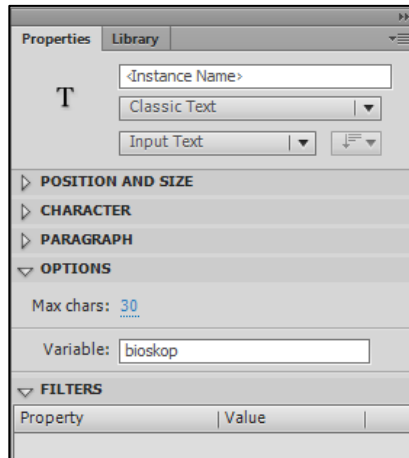 Properties Library
T <Instance Name>
Classic Text
Input Text
POSITION AND SIZE
CHARACTER
PARAGRAPH
OPTIONS
Max chars: 30
Variable: bioskop
FILTERS
Property Value